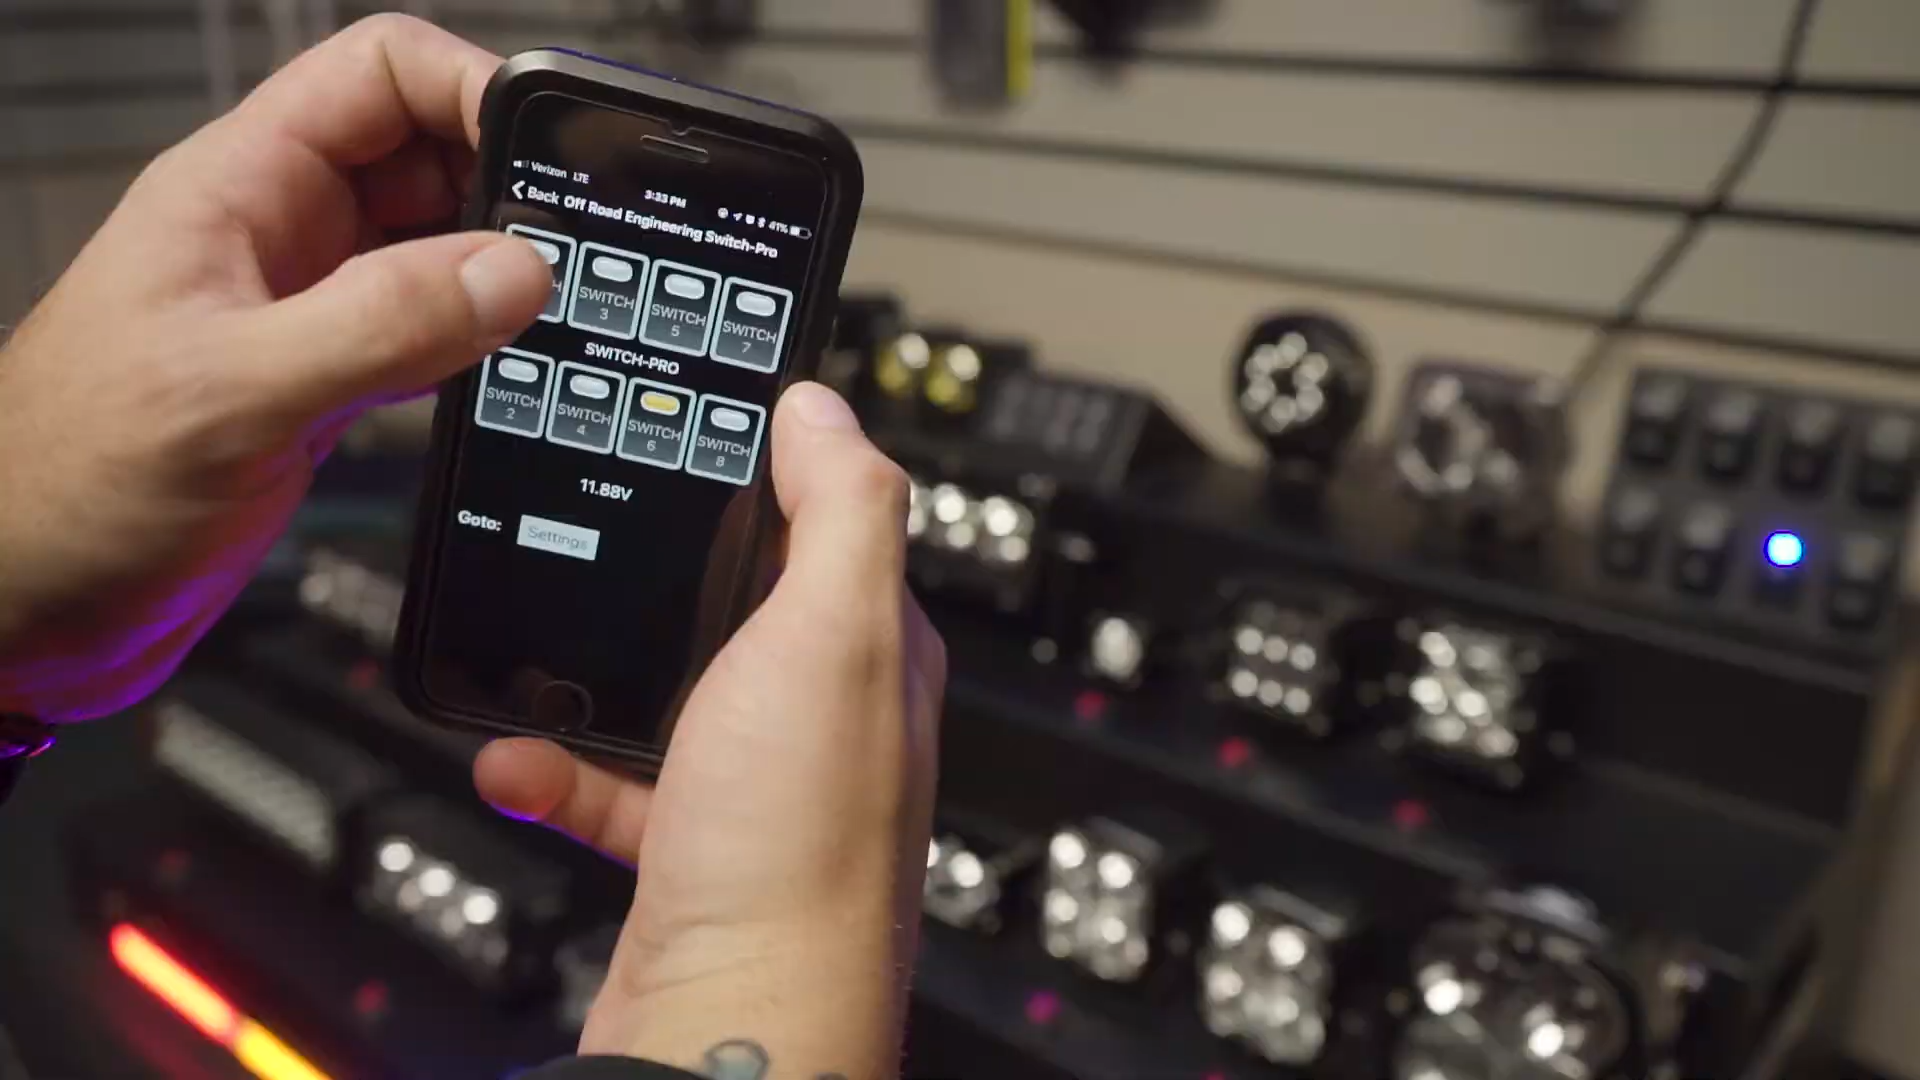 Verizon LTE
3:33 PM
41%
Back Off Road Engineering Switch-Pro
SWITCH 3
SWITCH 5
SWITCH 7
SWITCH-PRO
SWITCH 2
SWITCH 4
SWITCH 6
SWITCH 8
11.88V
Goto: Settings